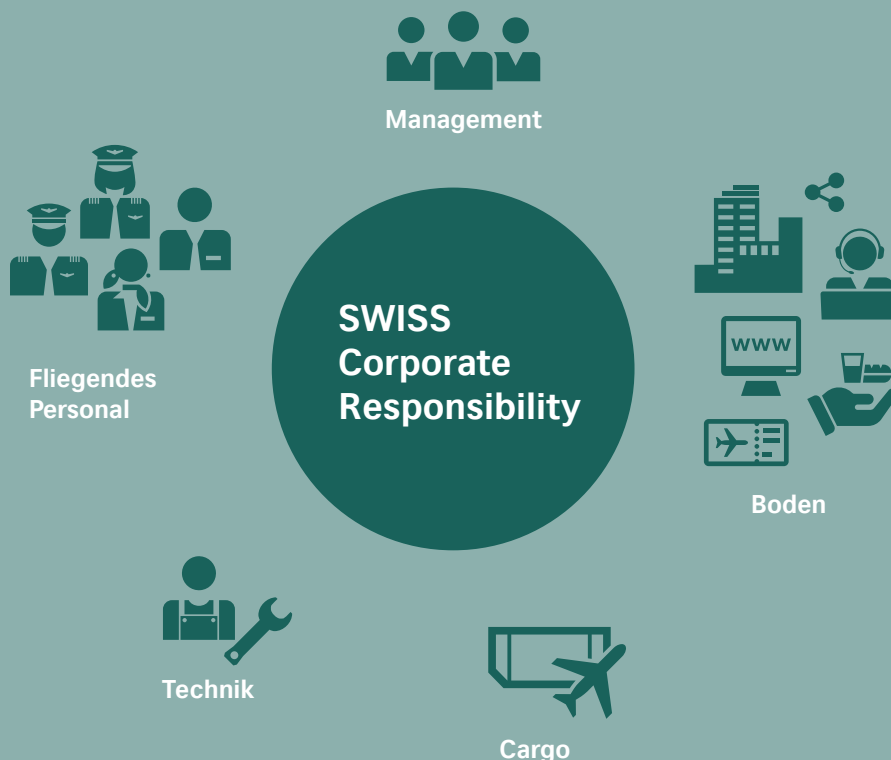 Management
SWISS
Corporate
Responsibility
WWW
Fliegendes
Personal
Boden
Technik
Cargo